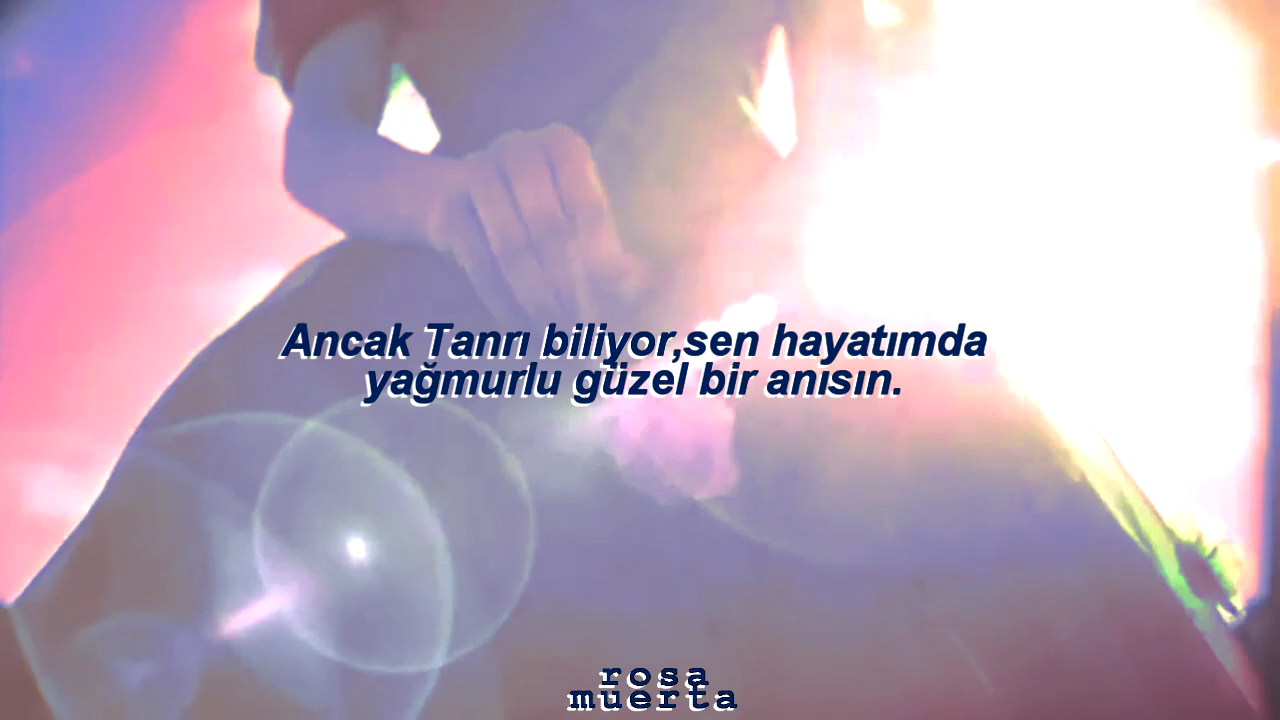 Ancak Tanrı biliyor,sen hayatımda
yağmurlu güzel bir anısın.
rosa
muerta